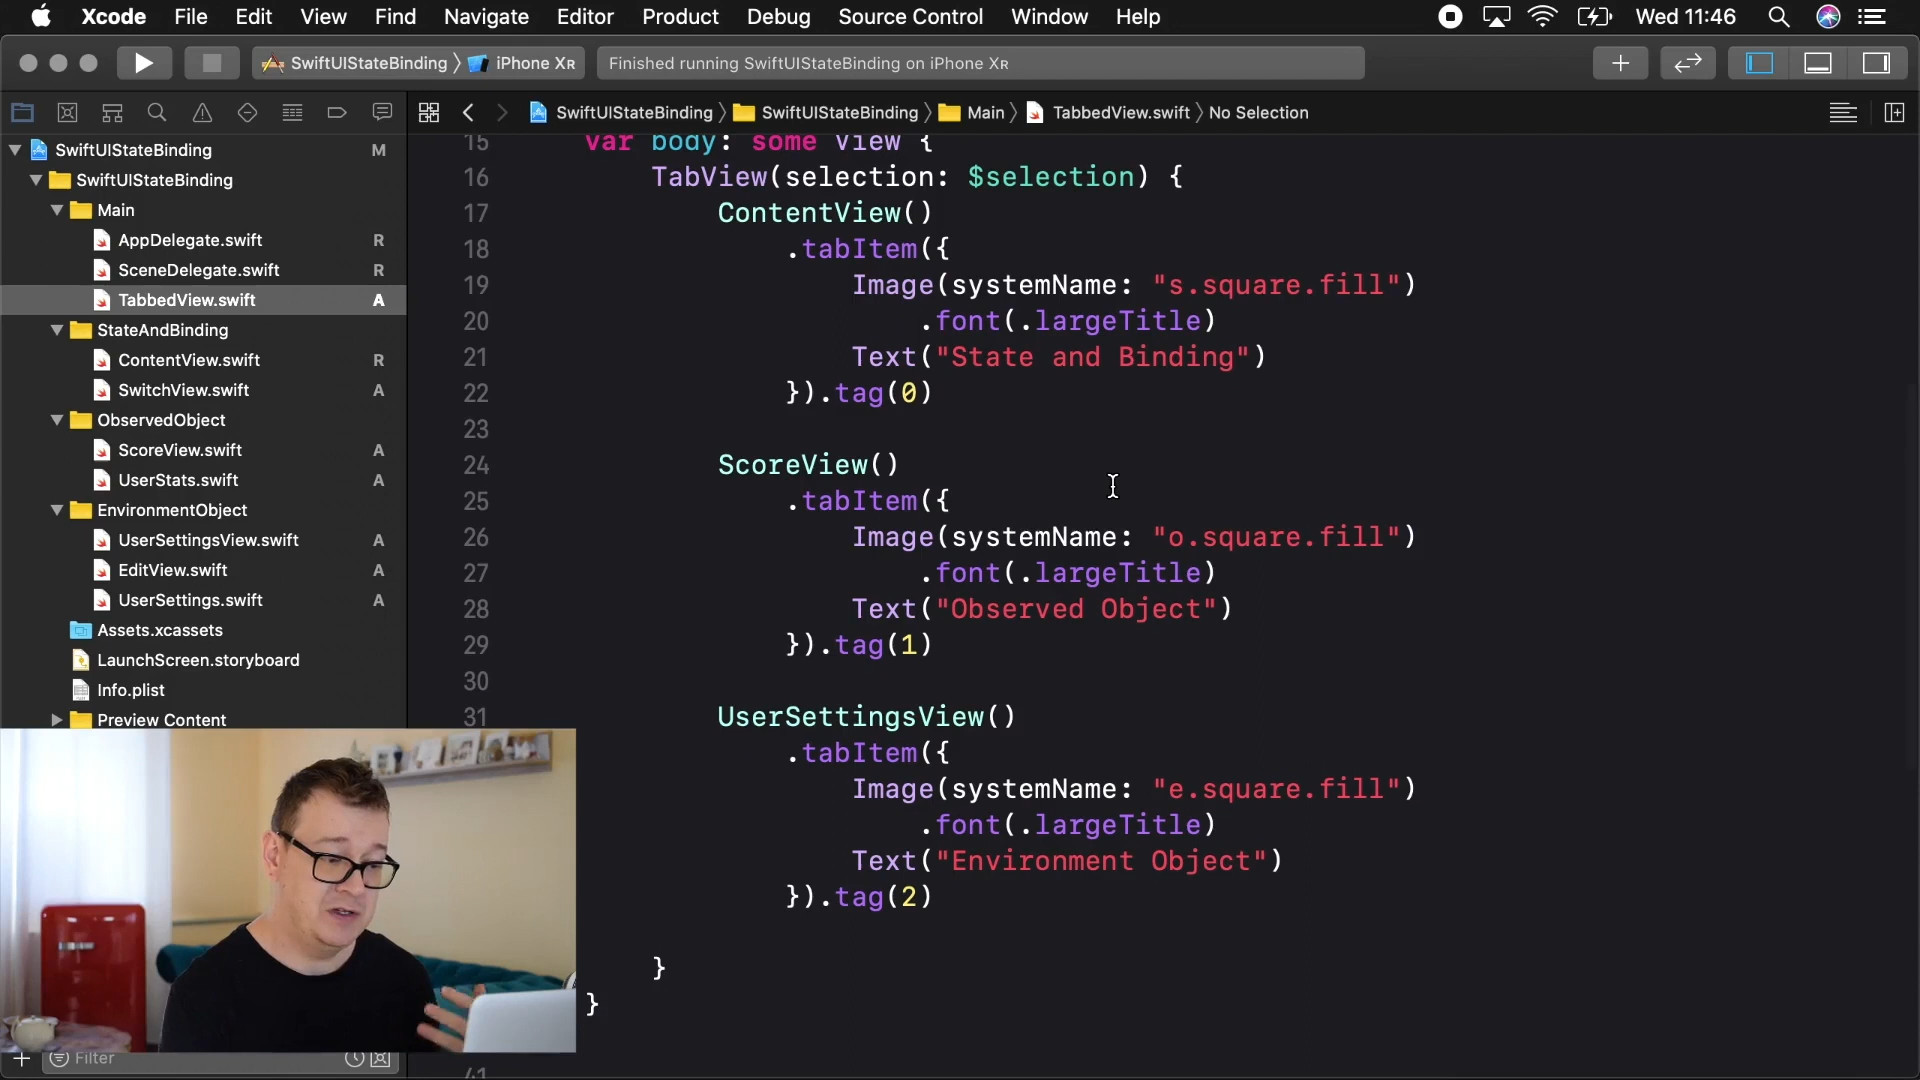 Xcode File Edit View Find Navigate Editor Product Debug Source Control Window Help Wed 11:46
SwiftUIStateBinding 〉 iPhone Xʀ Finished running SwiftUIStateBinding on iPhone Xʀ
SwiftUIStateBinding 〉 SwiftUIStateBinding 〉 Main 〉 TabbedView.swift 〉 No Selection
SwiftUIStateBinding M
SwiftUIStateBinding
Main
AppDelegate.swift R
SceneDelegate.swift R
TabbedView.swift A
StateAndBinding
ContentView.swift R
SwitchView.swift A
ObservedObject
ScoreView.swift A
UserStats.swift A
EnvironmentObject
UserSettingsView.swift A
EditView.swift A
UserSettings.swift A
Assets.xcassets
LaunchScreen.storyboard
Info.plist
Preview Content
Filter
15 var body: some View {
16 TabView(selection: $selection) {
17 ContentView()
18 .tabItem({
19 Image(systemName: "s.square.fill")
20 .font(.largeTitle)
21 Text("State and Binding")
22 }).tag(0)
23
24 ScoreView()
25 .tabItem({
26 Image(systemName: "o.square.fill")
27 .font(.largeTitle)
28 Text("Observed Object")
29 }).tag(1)
30
31 UserSettingsView()
.tabItem({
Image(systemName: "e.square.fill")
.font(.largeTitle)
Text("Environment Object")
}).tag(2)
}
}
41